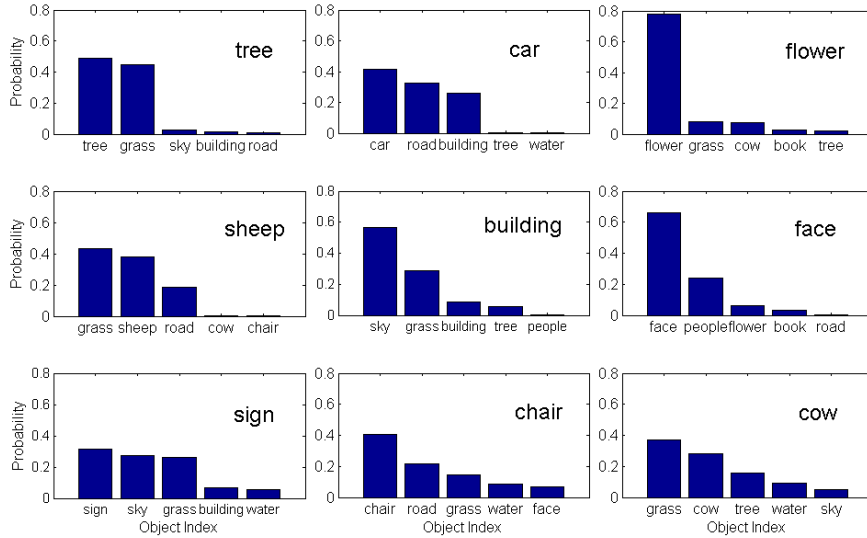 0.8 0.6 0.4 0.2 0 Probability tree tree grass sky building road
0.8 0.6 0.4 0.2 0 car car road building tree water
0.8 0.6 0.4 0.2 0 flower flower grass cow book tree
0.8 0.6 0.4 0.2 0 Probability sheep grass sheep road cow chair
0.8 0.6 0.4 0.2 0 building sky grass building tree people
0.8 0.6 0.4 0.2 0 face face people flower book road
0.8 0.6 0.4 0.2 0 Probability sign sign sky grass building water
Object Index
0.8 0.6 0.4 0.2 0 chair chair road grass water face
Object Index
0.8 0.6 0.4 0.2 0 cow grass cow tree water sky
Object Index